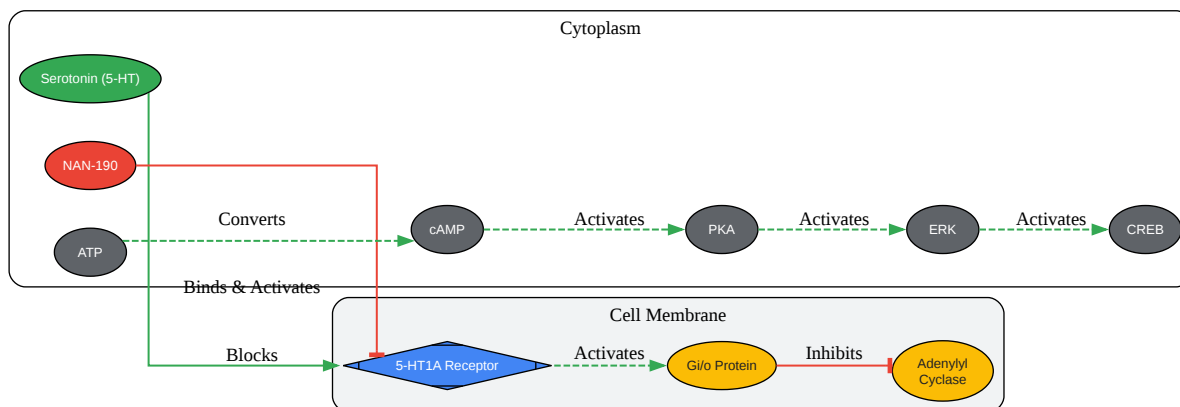 Cytoplasm
Serotonin (5-HT)
NAN-190
Converts
Activates
Activates
Activates
ATP
cAMP
PKA
ERK
CREB
Binds & Activates
Cell Membrane
Blocks
5-HT1A Receptor
Activates
Gi/o Protein
Inhibits
Adenylyl
Cyclase